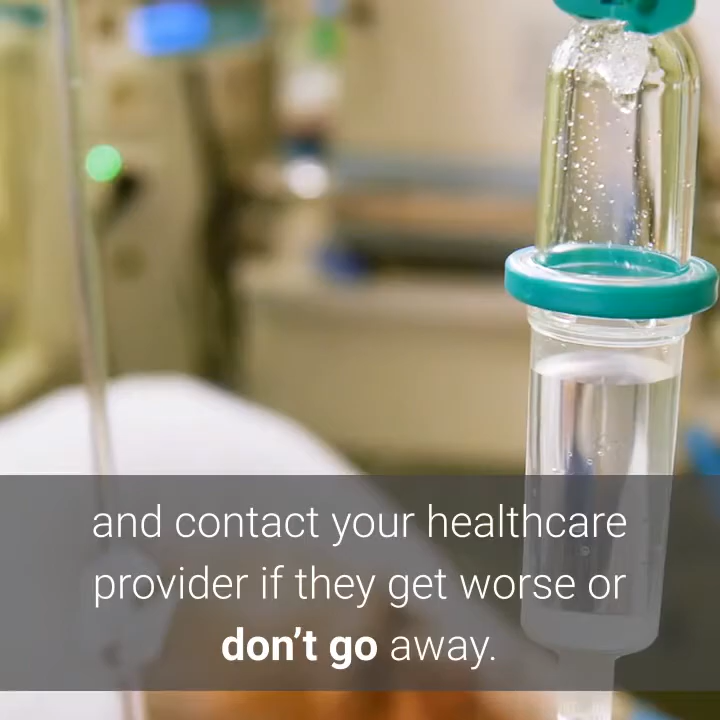 and contact your healthcare
provider if they get worse or
don’t go away.